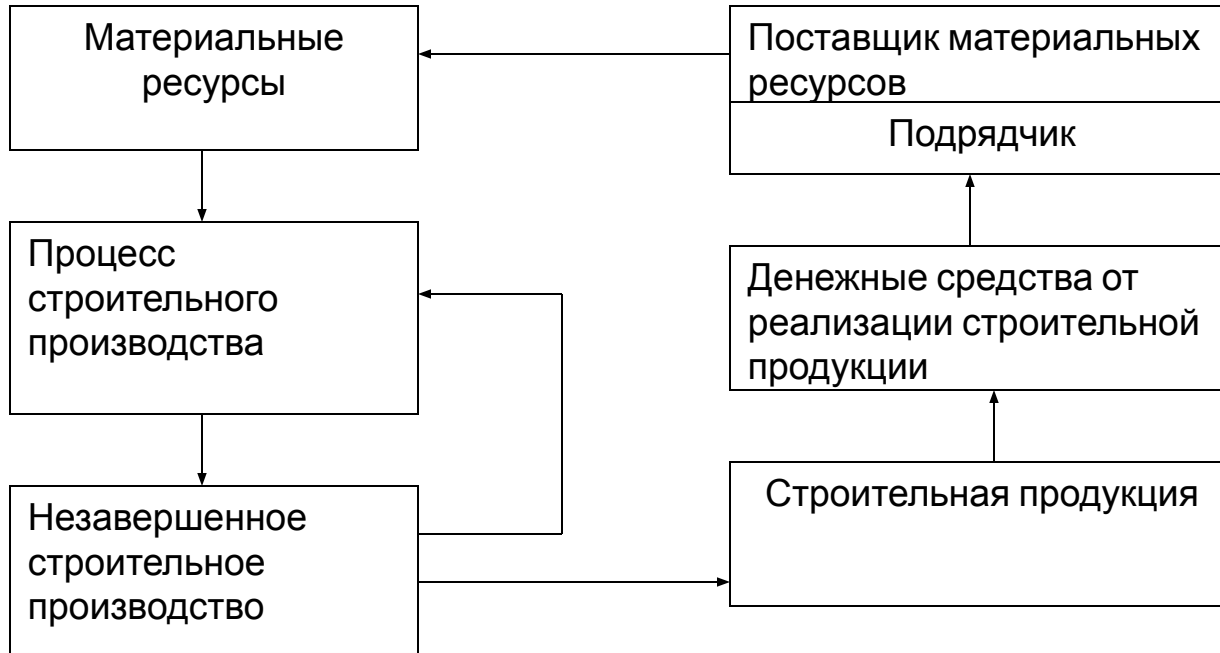 Материальные
ресурсы
Поставщик материальных
ресурсов
Подрядчик
Процесс
строительного
производства
Денежные средства от
реализации строительной
продукции
Незавершенное
строительное
производство
Строительная продукция